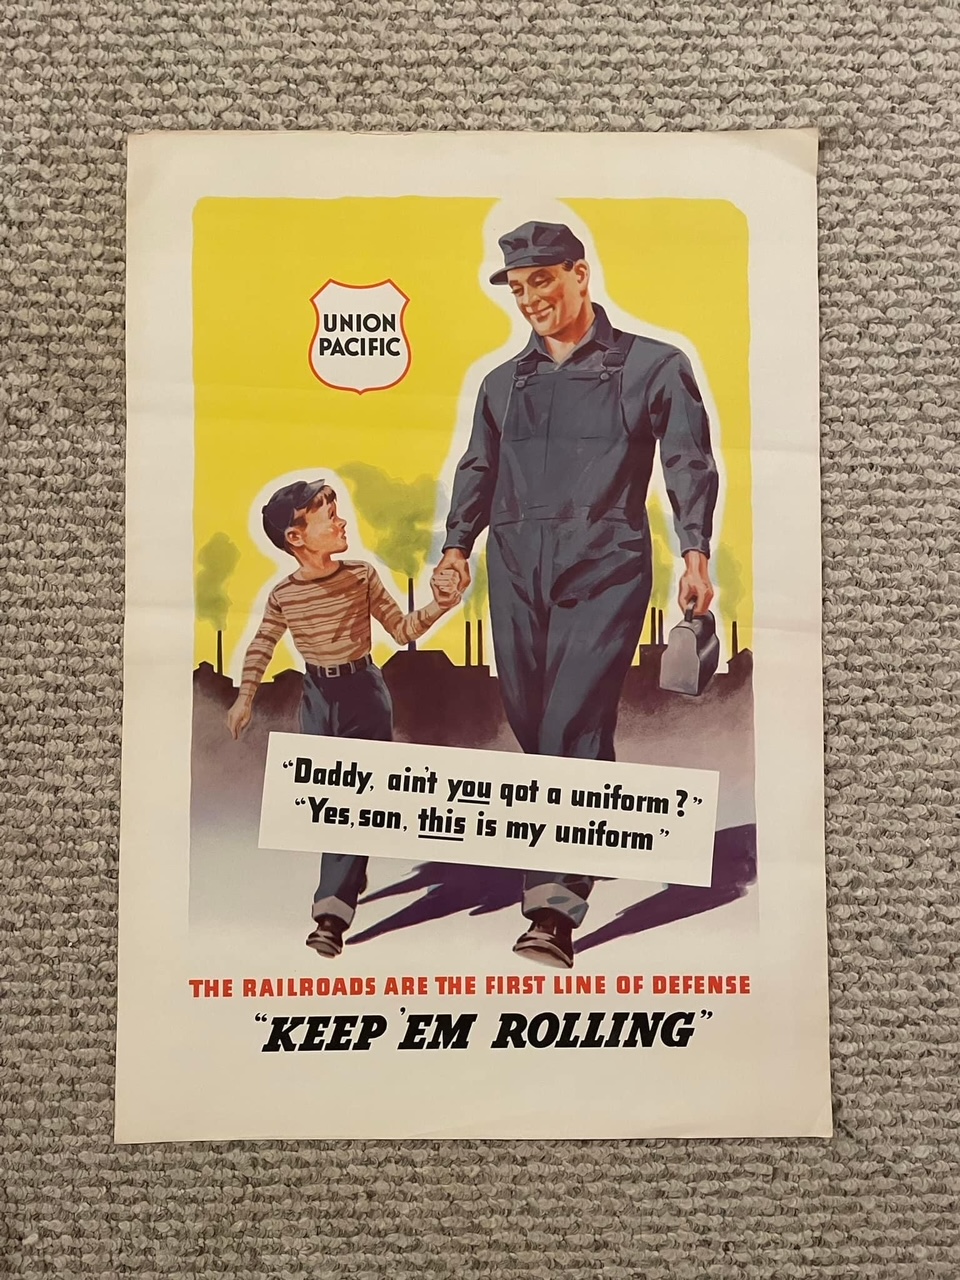 UNION
PACIFIC
“Daddy, ain't you got a uniform?”
“Yes, son, this is my uniform”
THE RAILROADS ARE THE FIRST LINE OF DEFENSE
“KEEP 'EM ROLLING”